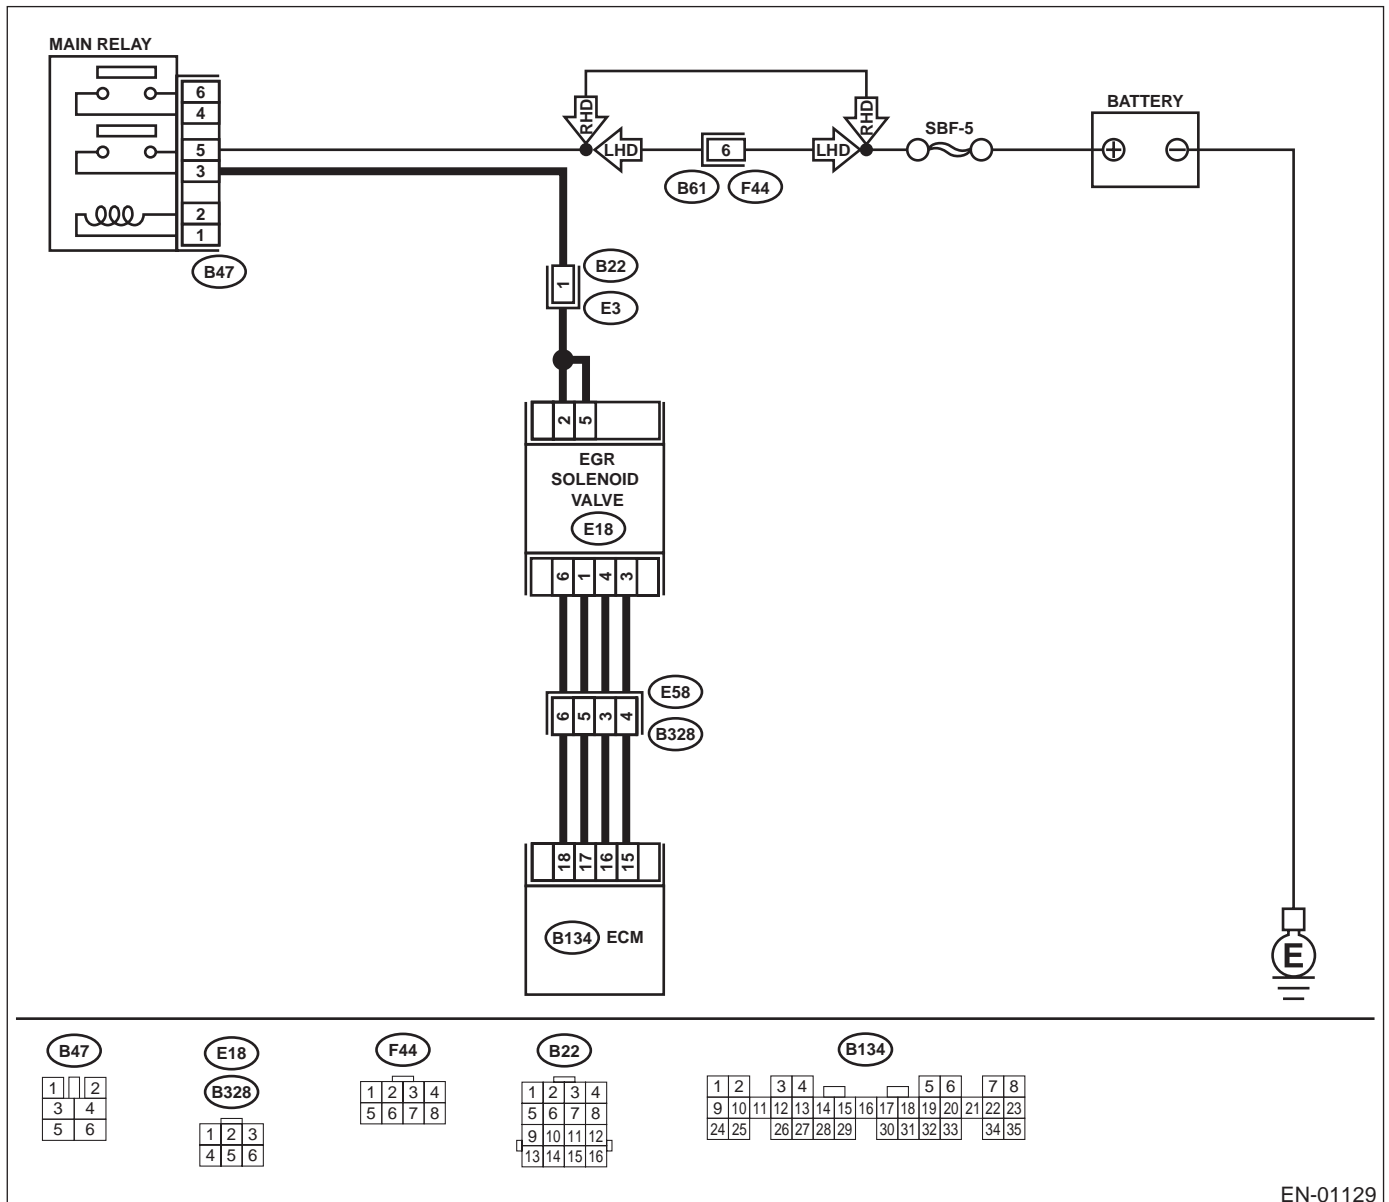 MAIN RELAY
6
4
5
3
2
1
B47
RHD
LHD
6
B61
F44
LHD
RHD
SBF-5
BATTERY
+
−
1
B22
E3
2 5
EGR
SOLENOID
VALVE
E18
6 1 4 3
6 5 3 4
E58
B328
18 17 16 15
B134 ECM
E
B47
1 2
3 4
5 6
E18
B328
1 2 3
4 5 6
F44
1 2 3 4
5 6 7 8
B22
1 2 3 4
5 6 7 8
9 10 11 12
13 14 15 16
B134
1 2 3 4 5 6 7 8
9 10 11 12 13 14 15 16 17 18 19 20 21 22 23
24 25 26 27 28 29 30 31 32 33 34 35
EN-01129